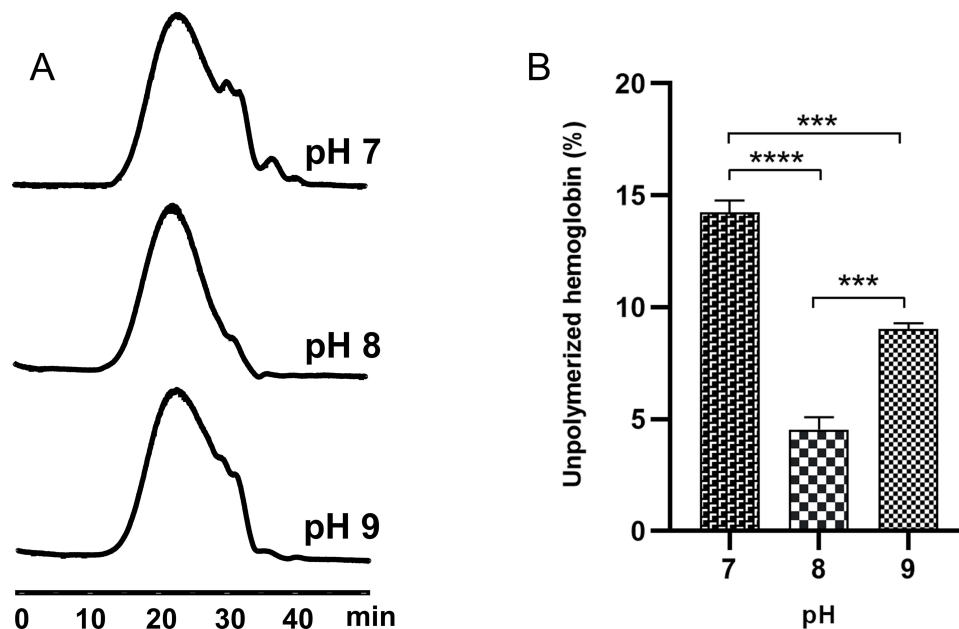 A
pH 7
pH 8
pH 9
0 10 20 30 40 min
B
Unpolymerized hemoglobin (%)
20
15
10
5
0
***
****
***
7 8 9
pH